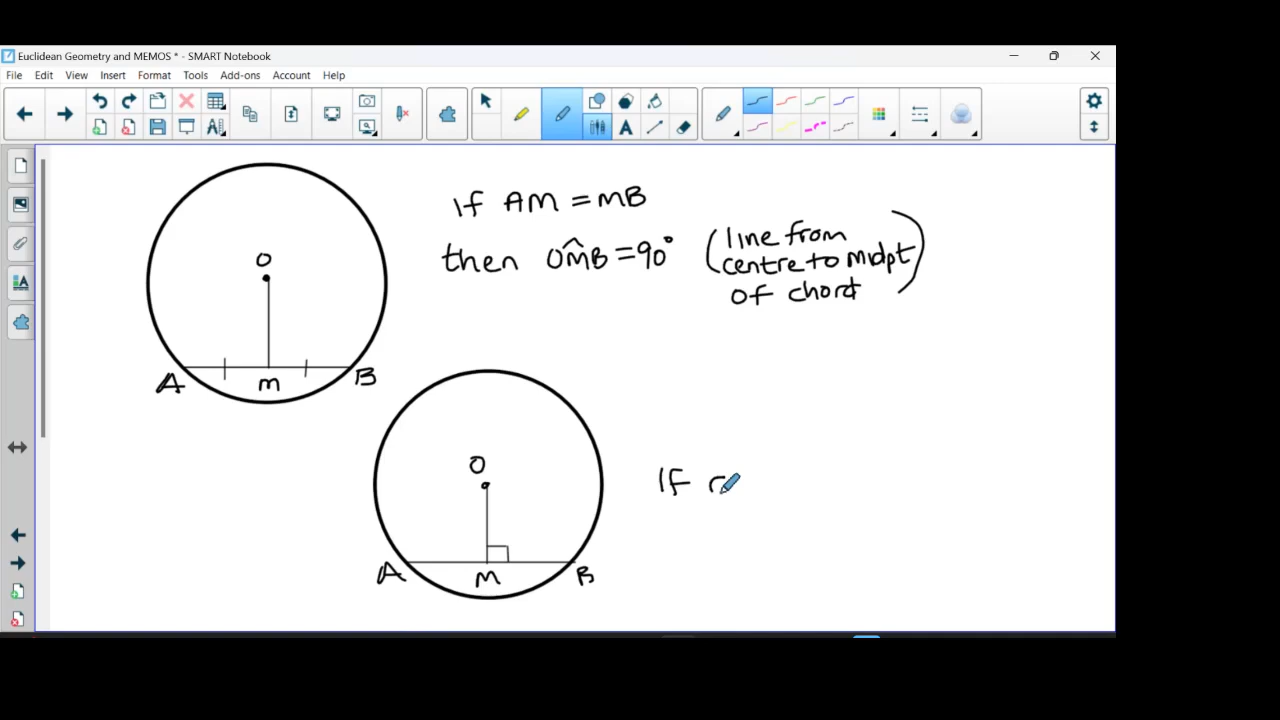 Euclidean Geometry and MEMOS * - SMART Notebook
File Edit View Insert Format Tools Add-ons Account Help
If AM = MB
then OM̂B = 90° (line from
centre to midpt
of chord)
O
A M B
O
If
A M B